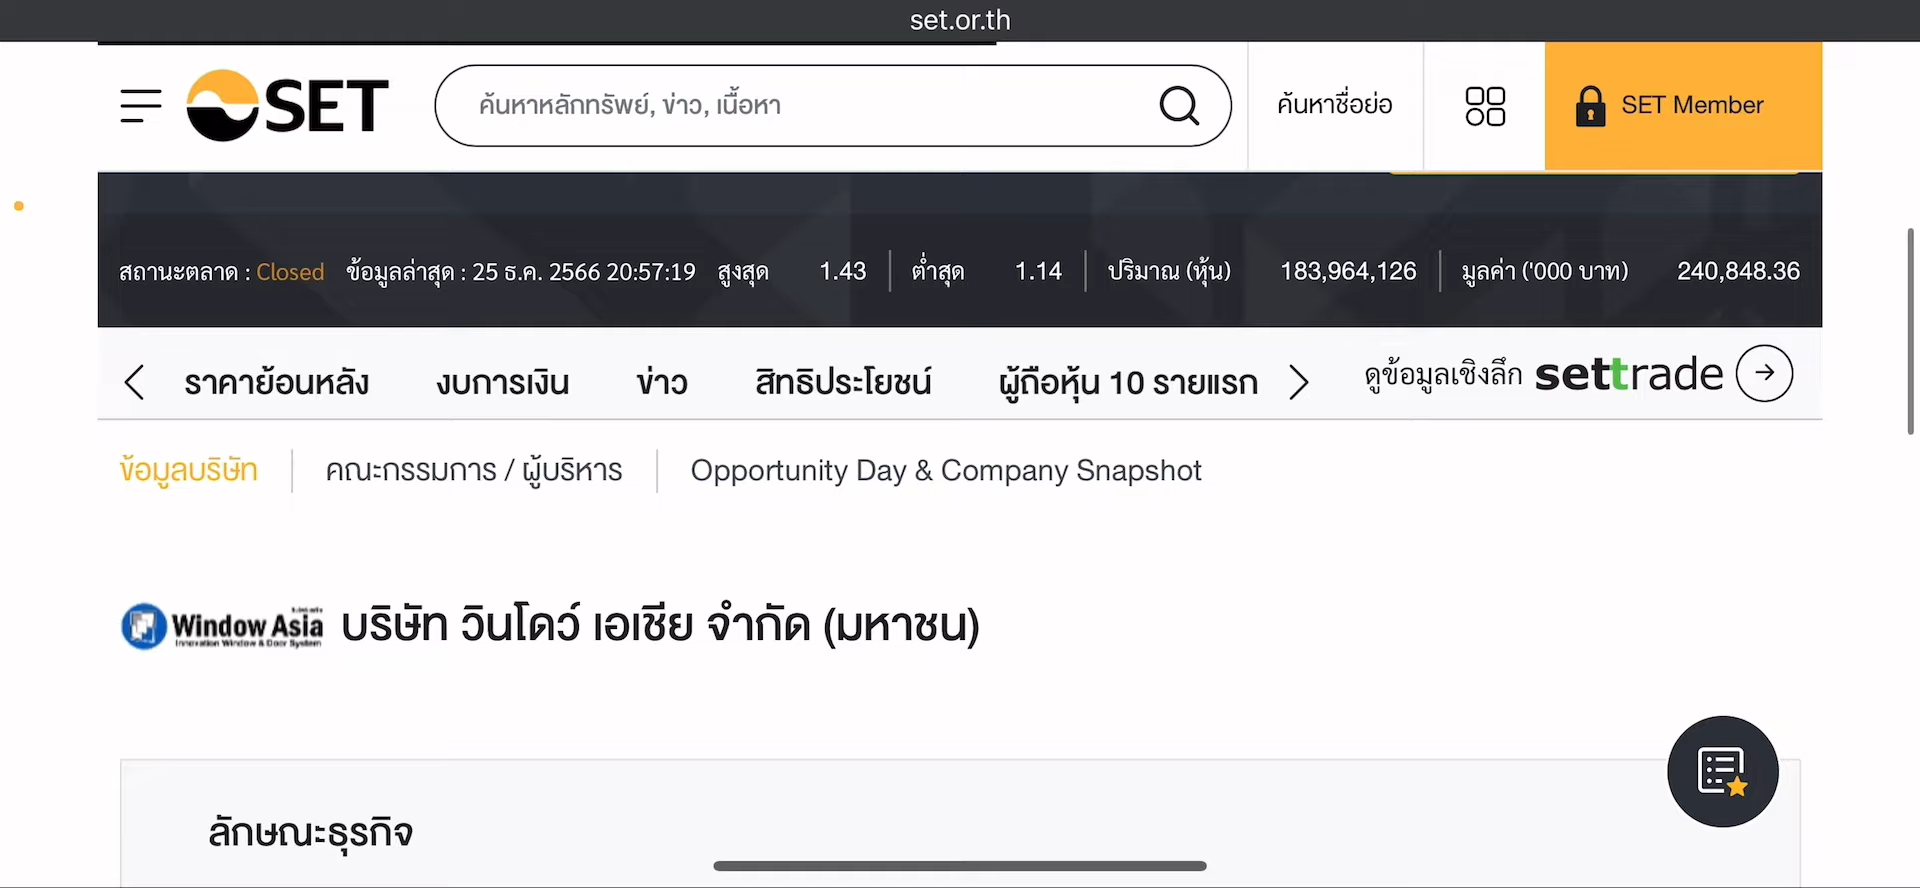 set.or.th
SET
ค้นหาหลักทรัพย์, ข่าว, เนื้อหา
ค้นหาชื่อย่อ
SET Member
สถานะตลาด : Closed ข้อมูลล่าสุด : 25 ธ.ค. 2566 20:57:19 สูงสุด 1.43 ต่ำสุด 1.14 ปริมาณ (หุ้น) 183,964,126 มูลค่า ('000 บาท) 240,848.36
ราคาย้อนหลัง งบการเงิน ข่าว สิทธิประโยชน์ ผู้ถือหุ้น 10 รายแรก ดูข้อมูลเชิงลึก settrade
ข้อมูลบริษัท คณะกรรมการ / ผู้บริหาร Opportunity Day & Company Snapshot
Window Asia บริษัท วินโดว์ เอเชีย จำกัด (มหาชน)
Innovation Window & Door System
ลักษณะธุรกิจ